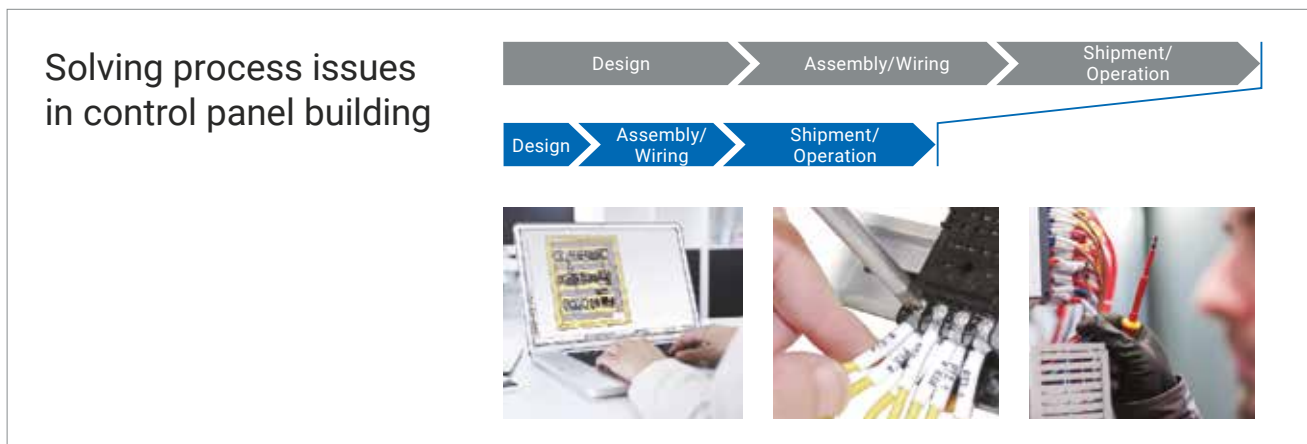 Solving process issues
in control panel building
Design
Assembly/Wiring
Shipment/
Operation
Design
Assembly/
Wiring
Shipment/
Operation